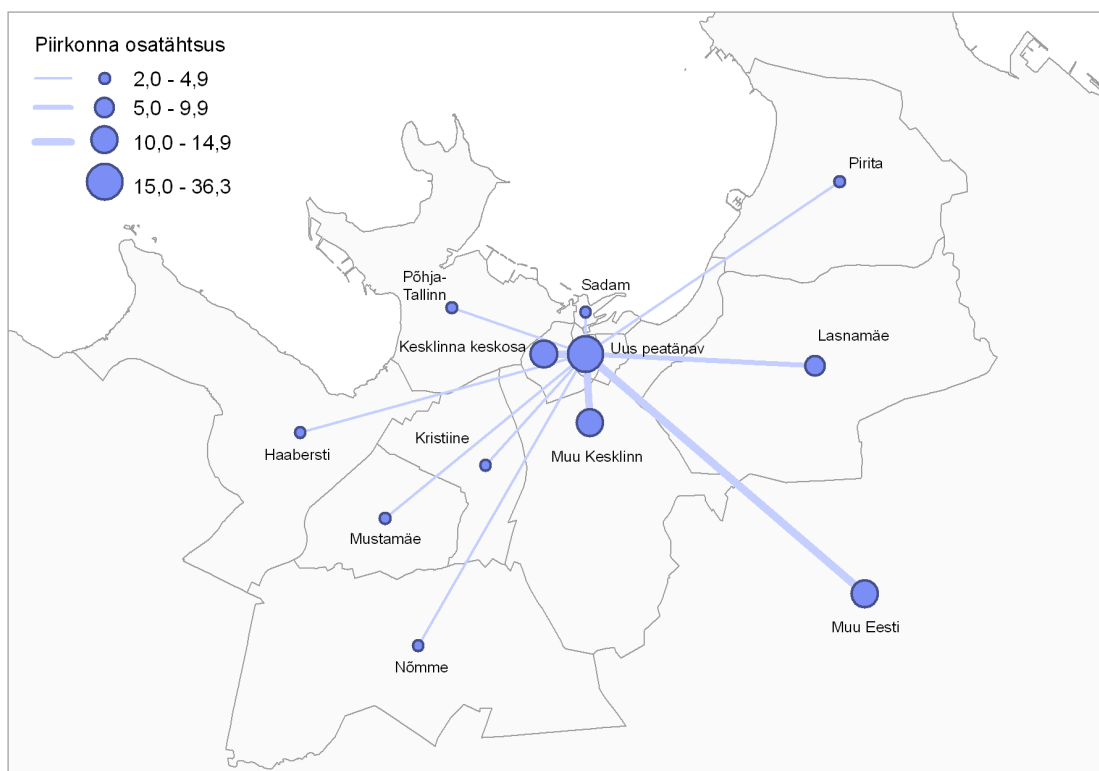 Piirkonna osatähtsus
2,0 - 4,9
5,0 - 9,9
10,0 - 14,9
15,0 - 36,3
Pirita
Põhja-
Tallinn
Sadam
Kesklinna keskosa
Uus peatänav
Lasnamäe
Haabersti
Kristiine
Muu Kesklinn
Mustamäe
Muu Eesti
Nõmme